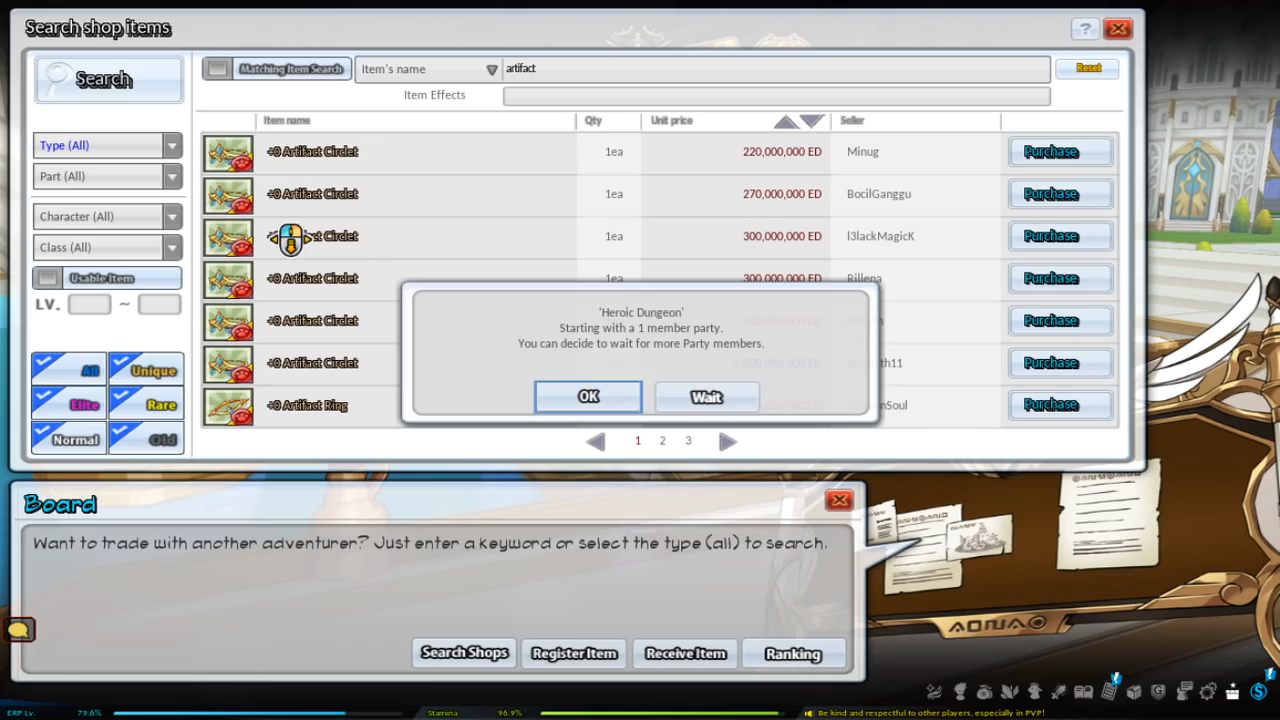 Search shop items
?
Search
Matching Item Search
Item's name
artifact
Reset
Item Effects
Type (All)
Part (All)
Character (All)
Class (All)
Usable Item
LV.
~
All
Unique
Elite
Rare
Normal
Old
Item name
Qty
Unit price
Seller
+0 Artifact Circlet
1ea
220,000,000 ED
Minug
Purchase
+0 Artifact Circlet
1ea
270,000,000 ED
BocilGanggu
Purchase
Circlet
1ea
300,000,000 ED
l3lackMagicK
Purchase
+0 Artifact Circlet
1ea
300,000,000 ED
Rillena
Purchase
+0 Artifact Circlet
Purchase
+0 Artifact Circlet
Purchase
+0 Artifact Ring
Purchase
'Heroic Dungeon'
Starting with a 1 member party.
You can decide to wait for more Party members.
OK
Wait
1 2 3
Board
Want to trade with another adventurer? Just enter a keyword or select the type (all) to search.
Search Shops
Register Item
Receive Item
Ranking
ERP Lv.
79.6%
Stamina
96.9%
Be kind and respectful to other players, especially in PVP!